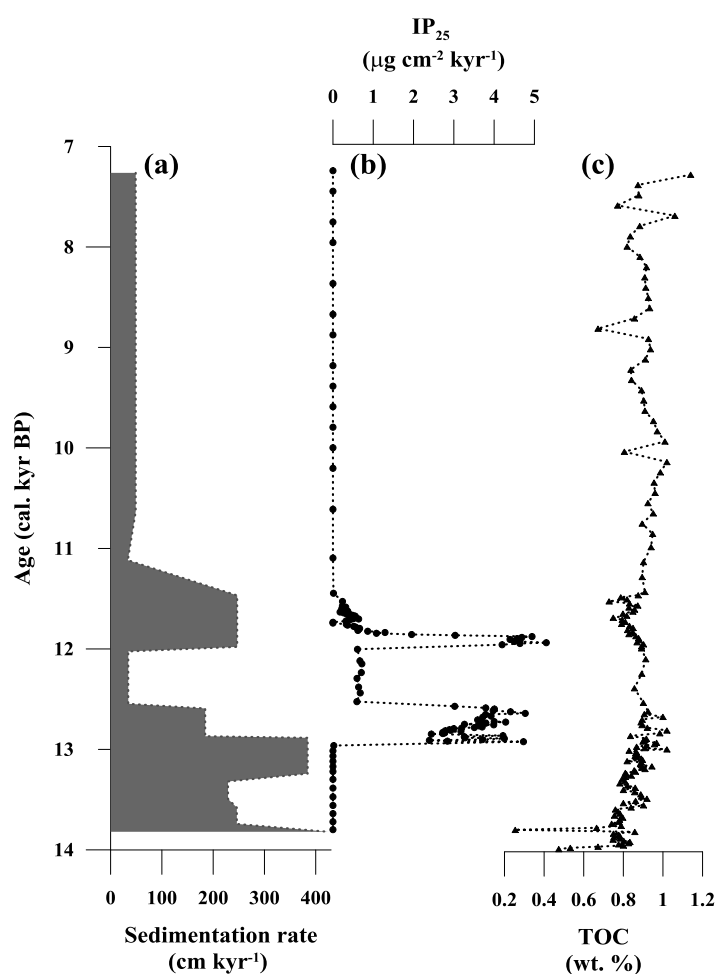 IP25
(μg cm-2 kyr-1)
0 1 2 3 4 5
(a) (b) (c)
7
8
9
10
11
12
13
14
Age (cal. kyr BP)
0 100 200 300 400
0.2 0.4 0.6 0.8 1 1.2
Sedimentation rate
(cm kyr-1)
TOC
(wt. %)